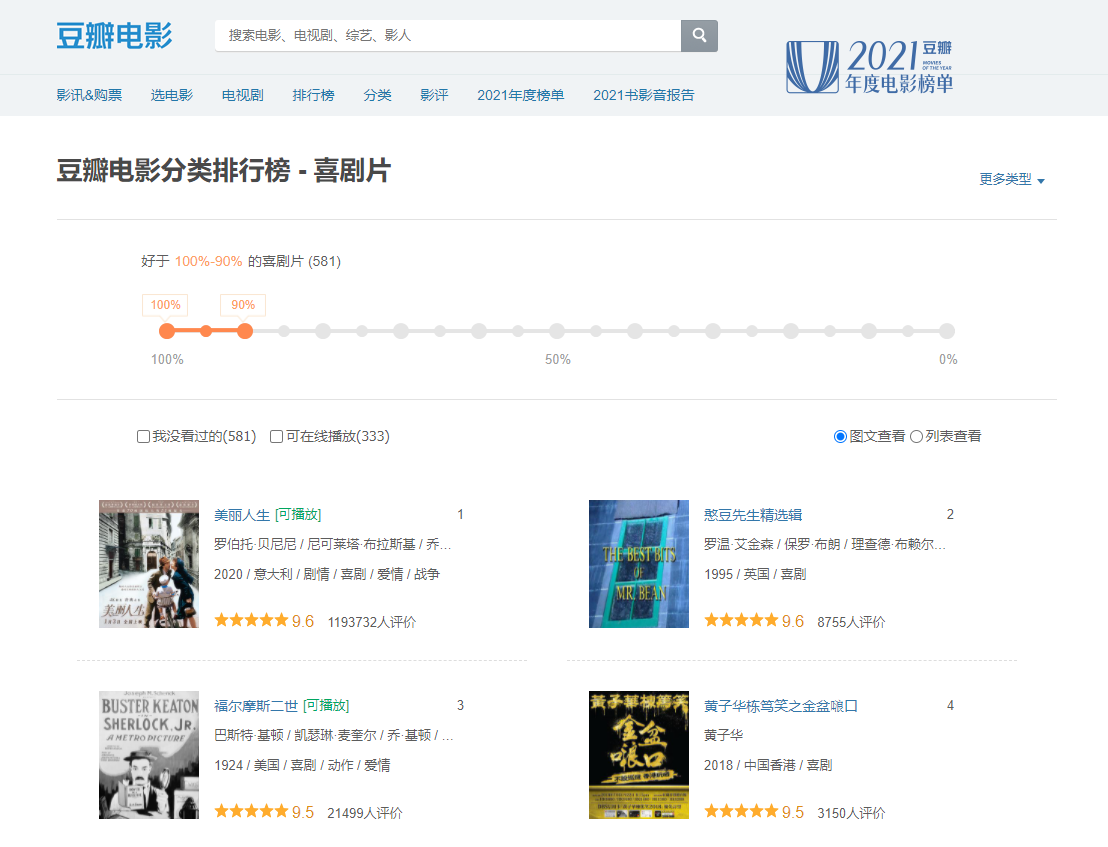 豆瓣电影
搜索电影、电视剧、综艺、影人
2021 豆瓣
MOVIES OF THE YEAR
年度电影榜单
影讯&购票 选电影 电视剧 排行榜 分类 影评 2021年度榜单 2021书影音报告
豆瓣电影分类排行榜 - 喜剧片
更多类型
好于 100%-90% 的喜剧片 (581)
100% 90%
100% 50% 0%
我没看过的(581) 可在线播放(333) 图文查看 列表查看
美丽人生 [可播放] 1
罗伯托·贝尼尼 / 尼可莱塔·布拉斯基 / 乔…
2020 / 意大利 / 剧情 / 喜剧 / 爱情 / 战争
9.6 1193732人评价
美丽人生
THE BEST BITS
OF
MR. BEAN
憨豆先生精选辑 2
罗温·艾金森 / 保罗·布朗 / 理查德·布赖尔…
1995 / 英国 / 喜剧
9.6 8755人评价
BUSTER KEATON
SHERLOCK, JR.
A METRO PICTURE
福尔摩斯二世 [可播放] 3
巴斯特·基顿 / 凯瑟琳·麦奎尔 / 乔·基顿 / …
1924 / 美国 / 喜剧 / 动作 / 爱情
9.5 21499人评价
黃子華棟篤笑
金盆
啷口
黄子华栋笃笑之金盆啷口 4
黄子华
2018 / 中国香港 / 喜剧
9.5 3150人评价